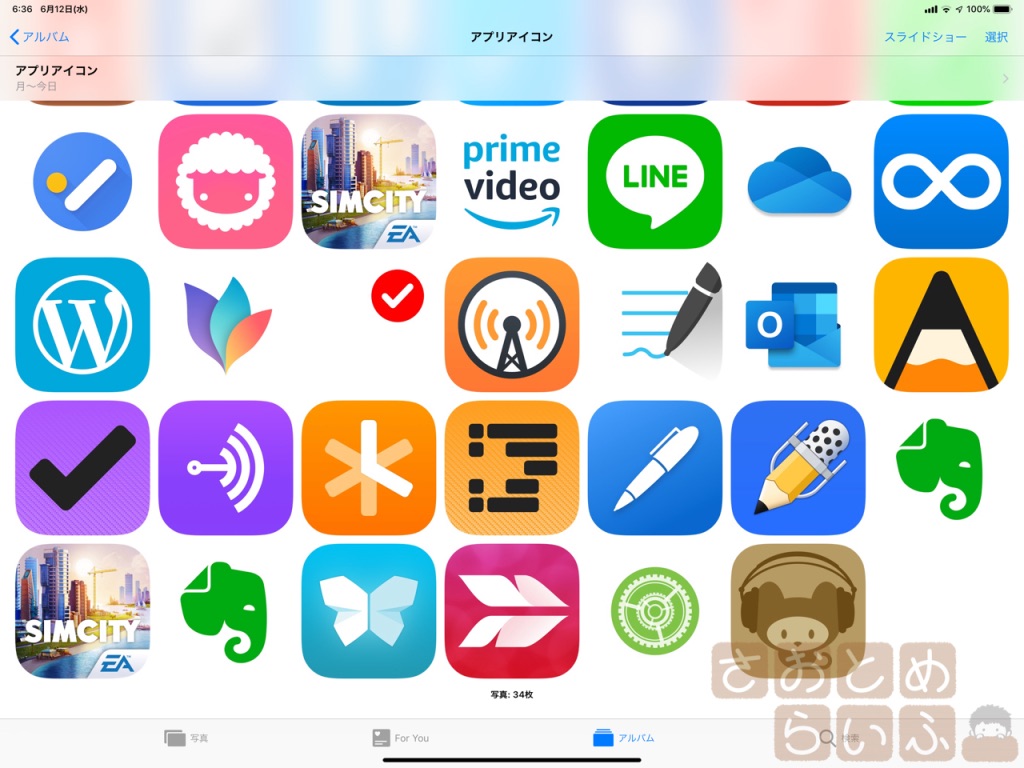 6:36 6月12日(水)
100%
アルバム
アプリアイコン
スライドショー 選択
アプリアイコン
月〜今日
SIMCITY
EA
prime video
LINE
W
O
SIMCITY
EA
写真: 34枚
写真
For You
アルバム
検索
さおとめ
らいふ